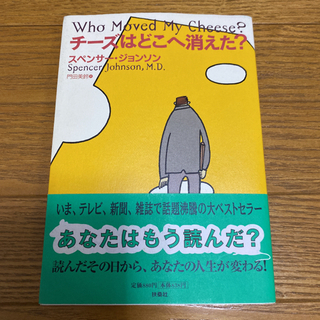 Who Moved My Cheese?
チーズはどこへ消えた?
スペンサー・ジョンソン
Spencer Johnson, M.D.
門田美鈴 訳
いま、テレビ、新聞、雑誌で話題沸騰の大ベストセラー
あなたはもう読んだ?
読んだその日から、あなたの人生が変わる!
扶桑社